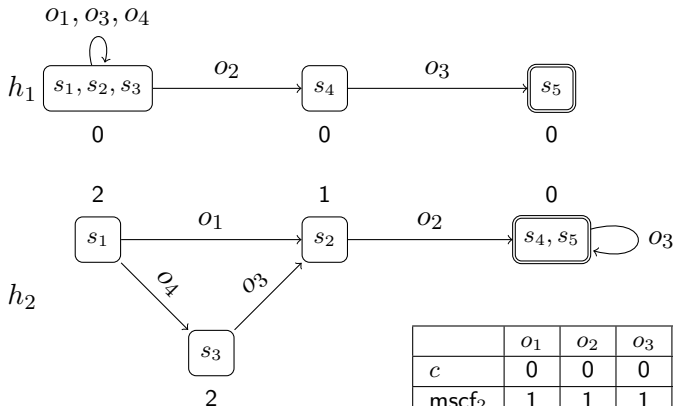 o₁, o₃, o₄
h₁ s₁, s₂, s₃ o₂ s₄ o₃ s₅
0 0 0
2 1 0
s₁ o₁ s₂ o₂ s₄, s₅ o₃
o₄ o₃
h₂
s₃
2
o₁ o₂ o₃
c 0 0 0
mscf₂ 1 1 1